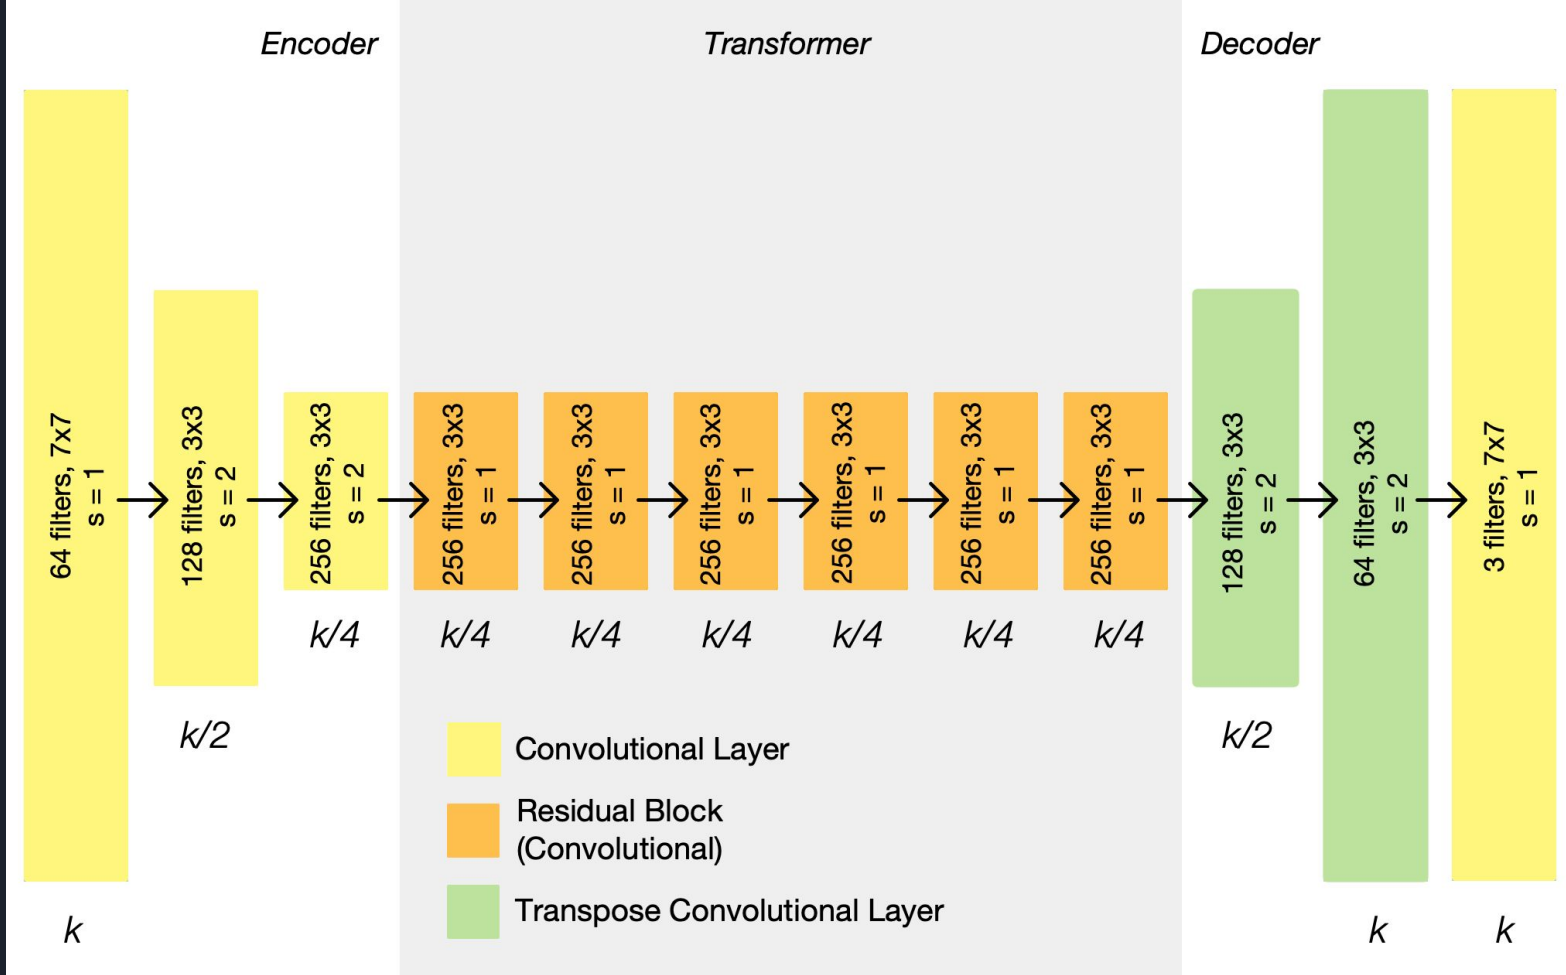 Encoder
Transformer
Decoder
64 filters, 7x7
s = 1
k
128 filters, 3x3
s = 2
k/2
256 filters, 3x3
s = 2
k/4
256 filters, 3x3
s = 1
k/4
256 filters, 3x3
s = 1
k/4
256 filters, 3x3
s = 1
k/4
256 filters, 3x3
s = 1
k/4
256 filters, 3x3
s = 1
k/4
256 filters, 3x3
s = 1
k/4
128 filters, 3x3
s = 2
k/2
64 filters, 3x3
s = 2
k
3 filters, 7x7
s = 1
k
Convolutional Layer
Residual Block
(Convolutional)
Transpose Convolutional Layer